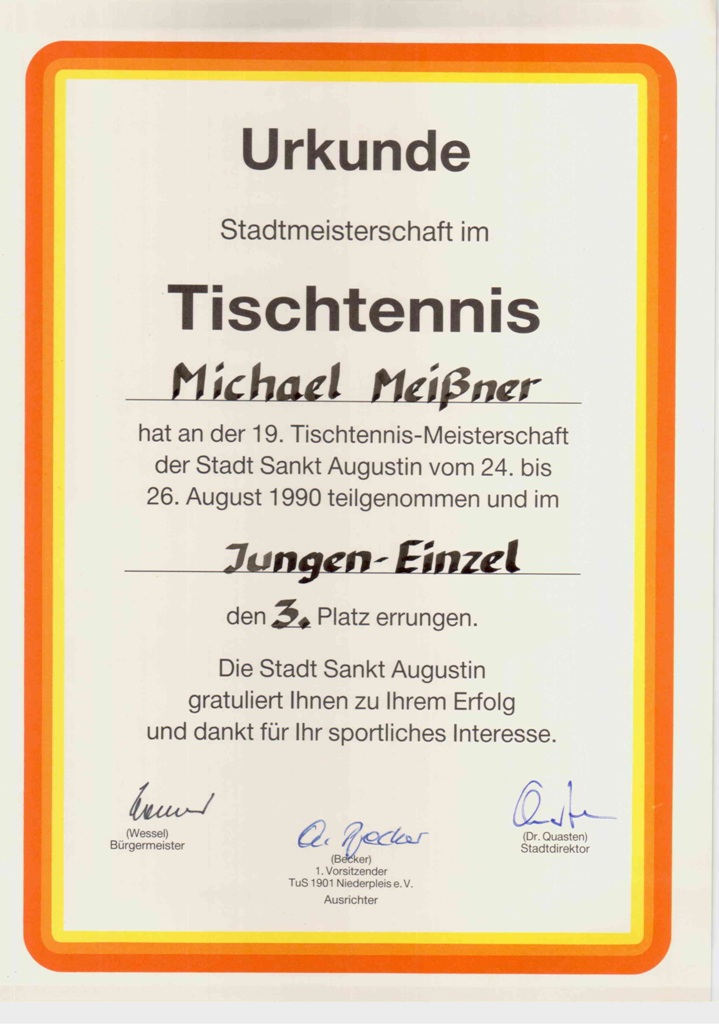 Urkunde
Stadtmeisterschaft im
Tischtennis
Michael Meißner
hat an der 19. Tischtennis-Meisterschaft
der Stadt Sankt Augustin vom 24. bis
26. August 1990 teilgenommen und im
Jungen-Einzel
den 3. Platz errungen.
Die Stadt Sankt Augustin
gratuliert Ihnen zu Ihrem Erfolg
und dankt für Ihr sportliches Interesse.
(Wessel)
Bürgermeister
A. Becker
(Becker)
1. Vorsitzender
TuS 1901 Niederpleis e. V.
Ausrichter
(Dr. Quasten)
Stadtdirektor